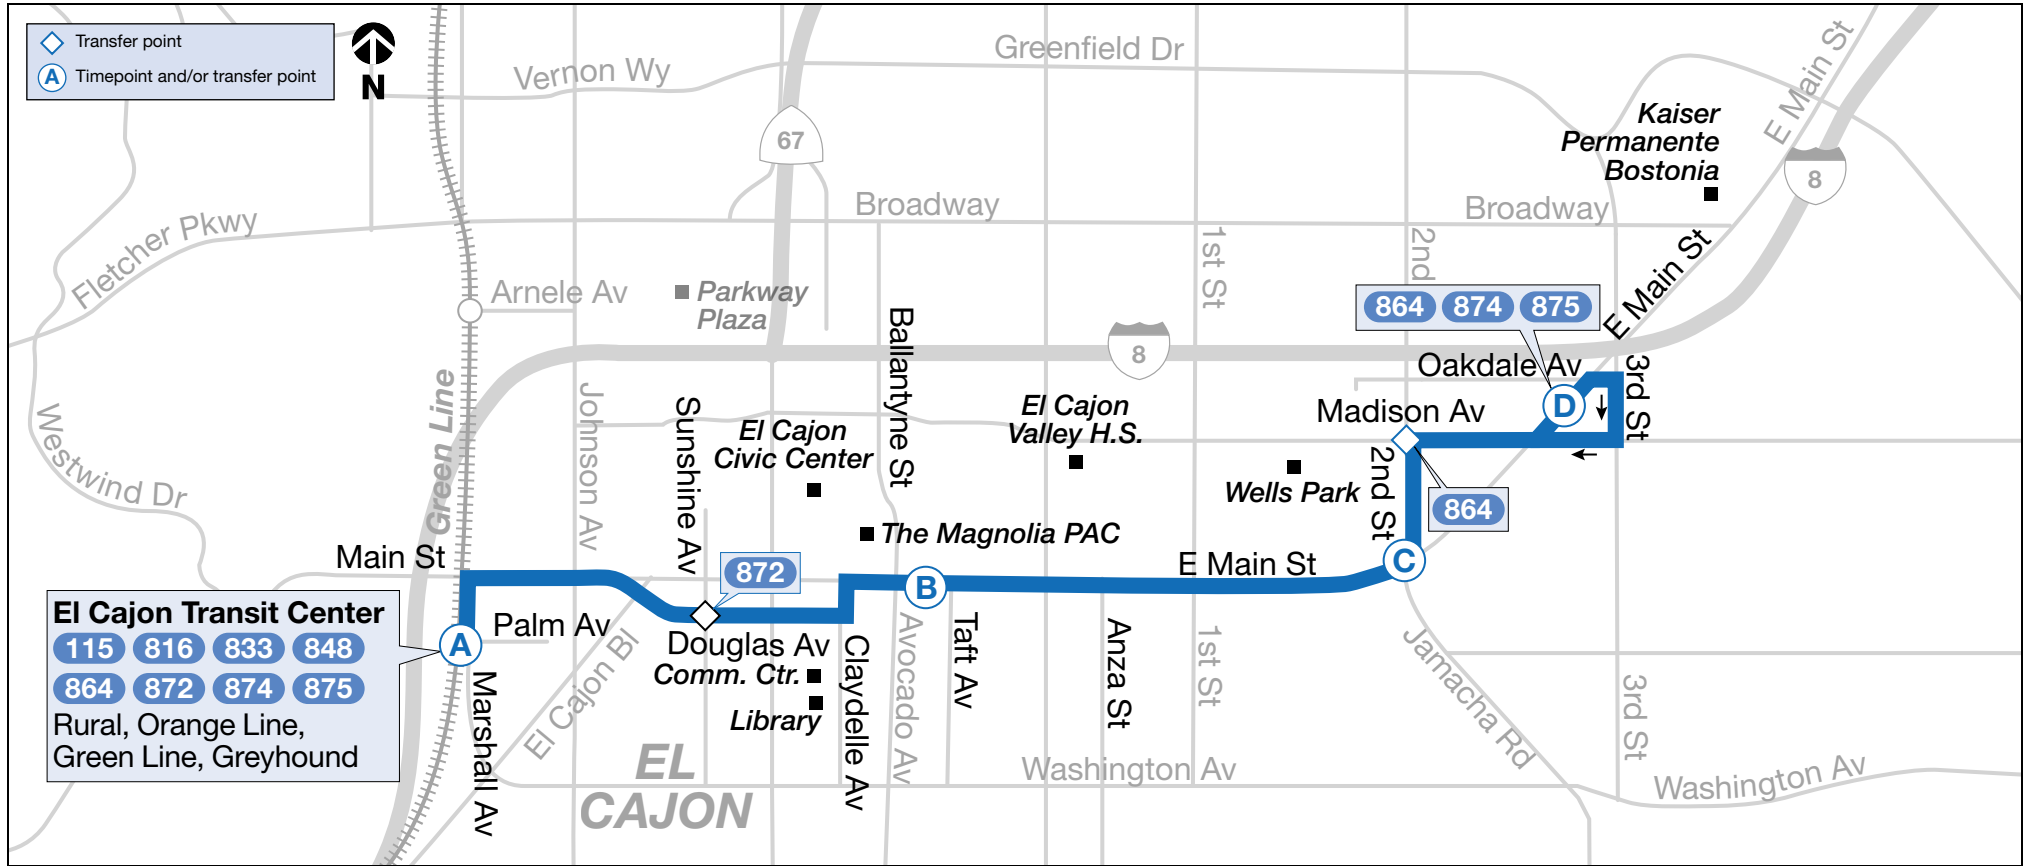 Transfer point
A
Timepoint and/or transfer point
N
Vernon Wy
Greenfield Dr
E Main St
67
Kaiser
Permanente
Bostonia
8
Fletcher Pkwy
Broadway
Broadway
1st St
2nd
E Main St
Arnele Av
Parkway
Plaza
864 874 875
Ballantyne St
8
Oakdale Av
3rd St
Green Line
Johnson Av
Sunshine Av
El Cajon
Civic Center
El Cajon
Valley H.S.
Madison Av
D
Westwind Dr
2nd St
Wells Park
864
The Magnolia PAC
Main St
872
E Main St
C
B
El Cajon Transit Center
115 816 833 848
864 872 874 875
Rural, Orange Line,
Green Line, Greyhound
A
Palm Av
Marshall Av
El Cajon Bl
Douglas Av
Comm. Ctr.
Library
Claydelle Av
Avocado Av
Taft Av
Anza St
1st St
Jamacha Rd
3rd St
EL
CAJON
Washington Av
Washington Av